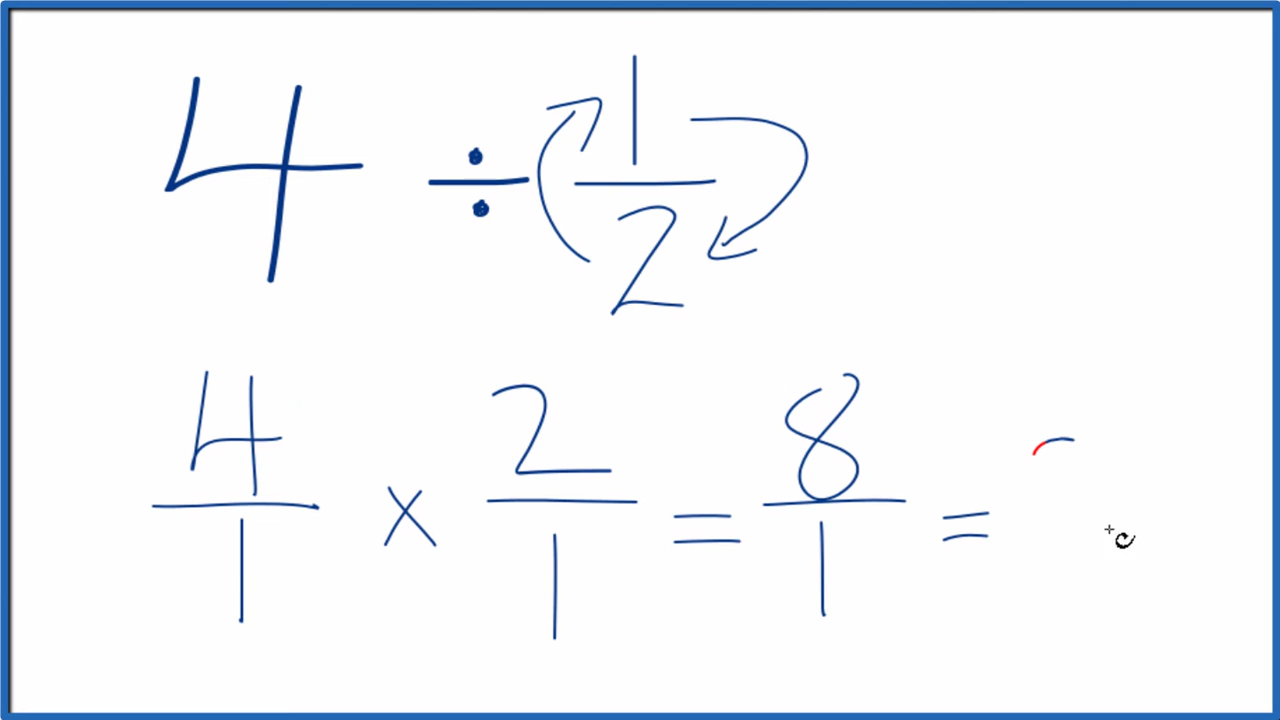 4 ÷ 1/2
4/1 × 2/1 = 8/1 =